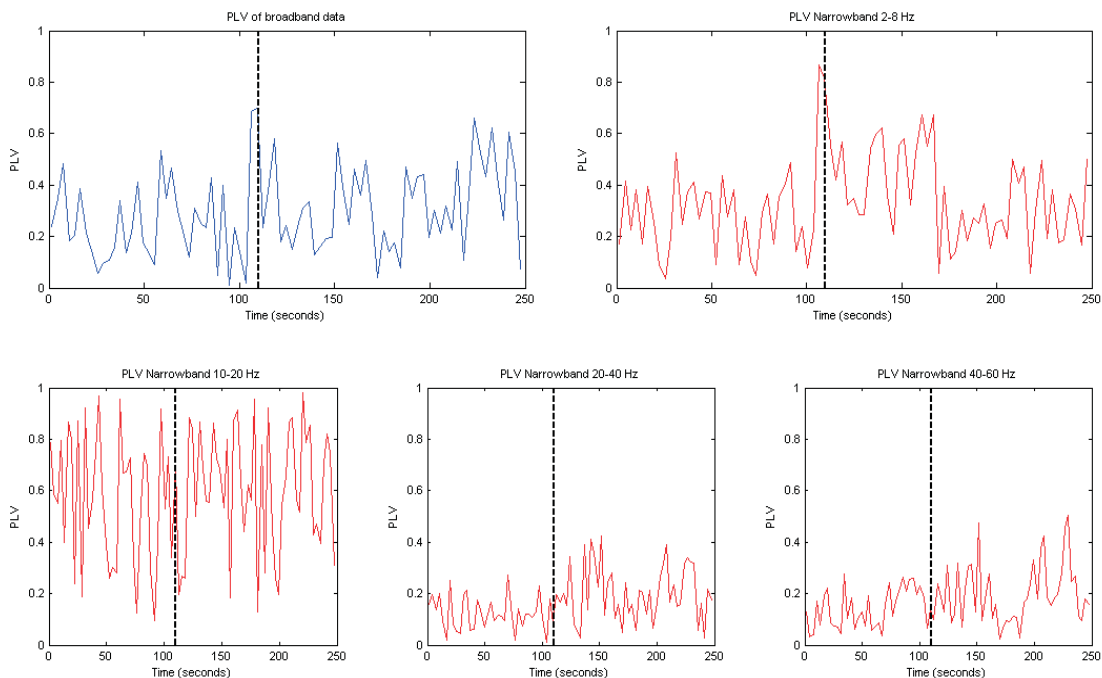 PLV of broadband data
1
0.8
0.6
0.4
0.2
0
PLV
0 50 100 150 200 250
Time (seconds)
PLV Narrowband 2-8 Hz
1
0.8
0.6
0.4
0.2
0
PLV
0 50 100 150 200 250
Time (seconds)
PLV Narrowband 10-20 Hz
1
0.8
0.6
0.4
0.2
0
PLV
0 50 100 150 200 250
Time (seconds)
PLV Narrowband 20-40 Hz
1
0.8
0.6
0.4
0.2
0
PLV
0 50 100 150 200 250
Time (seconds)
PLV Narrowband 40-60 Hz
1
0.8
0.6
0.4
0.2
0
PLV
0 50 100 150 200 250
Time (seconds)